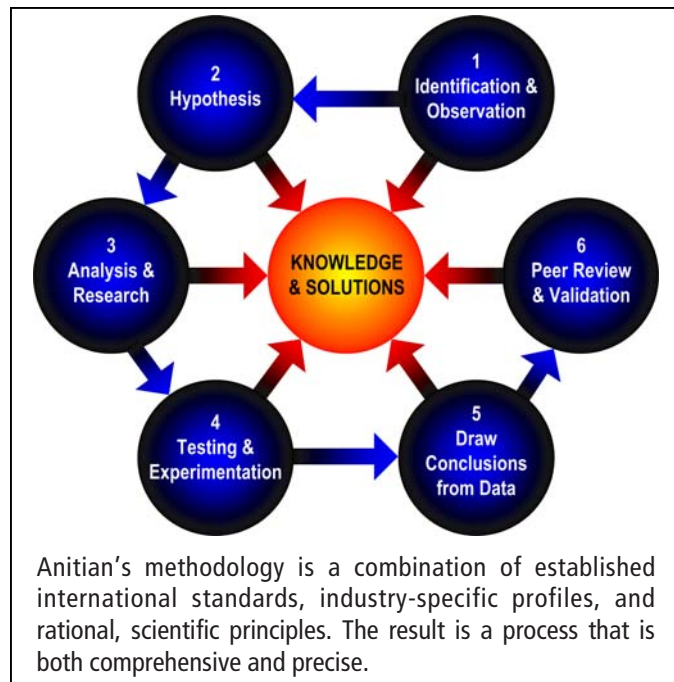 1
Identification &
Observation
2
Hypothesis
3
Analysis &
Research
4
Testing &
Experimentation
5
Draw
Conclusions
from Data
6
Peer Review
& Validation
KNOWLEDGE
& SOLUTIONS
Anitian's methodology is a combination of established
international standards, industry-specific profiles, and
rational, scientific principles. The result is a process that is
both comprehensive and precise.